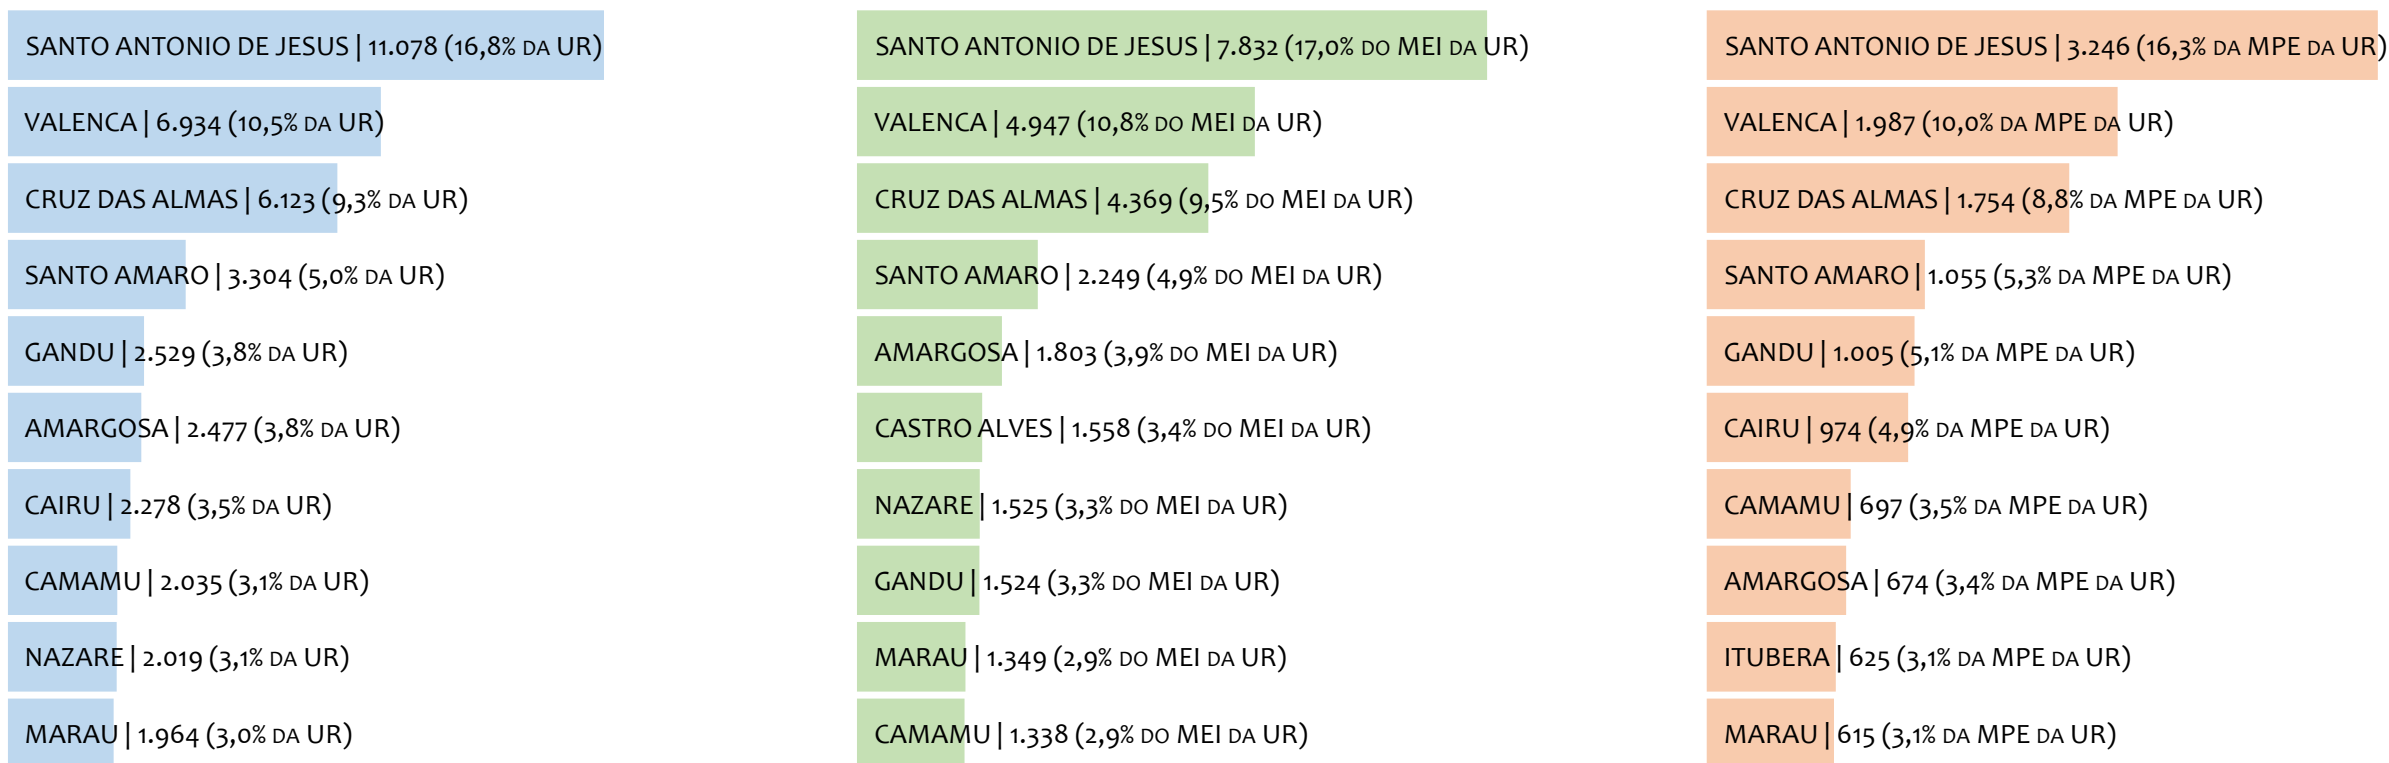 SANTO ANTONIO DE JESUS | 11.078 (16,8% DA UR)
VALENCA | 6.934 (10,5% DA UR)
CRUZ DAS ALMAS | 6.123 (9,3% DA UR)
SANTO AMARO | 3.304 (5,0% DA UR)
GANDU | 2.529 (3,8% DA UR)
AMARGOSA | 2.477 (3,8% DA UR)
CAIRU | 2.278 (3,5% DA UR)
CAMAMU | 2.035 (3,1% DA UR)
NAZARE | 2.019 (3,1% DA UR)
MARAU | 1.964 (3,0% DA UR)
SANTO ANTONIO DE JESUS | 7.832 (17,0% DO MEI DA UR)
VALENCA | 4.947 (10,8% DO MEI DA UR)
CRUZ DAS ALMAS | 4.369 (9,5% DO MEI DA UR)
SANTO AMARO | 2.249 (4,9% DO MEI DA UR)
AMARGOSA | 1.803 (3,9% DO MEI DA UR)
CASTRO ALVES | 1.558 (3,4% DO MEI DA UR)
NAZARE | 1.525 (3,3% DO MEI DA UR)
GANDU | 1.524 (3,3% DO MEI DA UR)
MARAU | 1.349 (2,9% DO MEI DA UR)
CAMAMU | 1.338 (2,9% DO MEI DA UR)
SANTO ANTONIO DE JESUS | 3.246 (16,3% DA MPE DA UR)
VALENCA | 1.987 (10,0% DA MPE DA UR)
CRUZ DAS ALMAS | 1.754 (8,8% DA MPE DA UR)
SANTO AMARO | 1.055 (5,3% DA MPE DA UR)
GANDU | 1.005 (5,1% DA MPE DA UR)
CAIRU | 974 (4,9% DA MPE DA UR)
CAMAMU | 697 (3,5% DA MPE DA UR)
AMARGOSA | 674 (3,4% DA MPE DA UR)
ITUBERA | 625 (3,1% DA MPE DA UR)
MARAU | 615 (3,1% DA MPE DA UR)